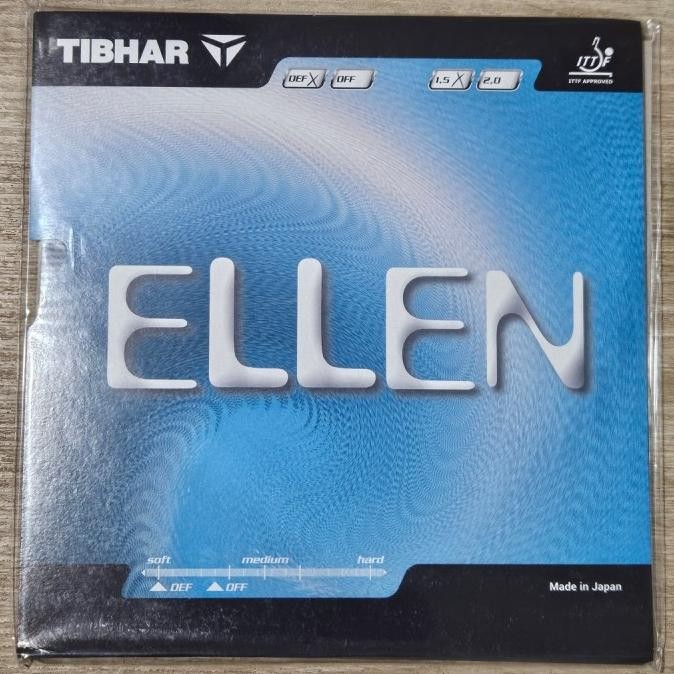 TIBHAR
DEF X OFF 1,5 X 2,0
ITTF
ITTF APPROVED
ELLEN
soft medium hard
DEF OFF
Made in Japan